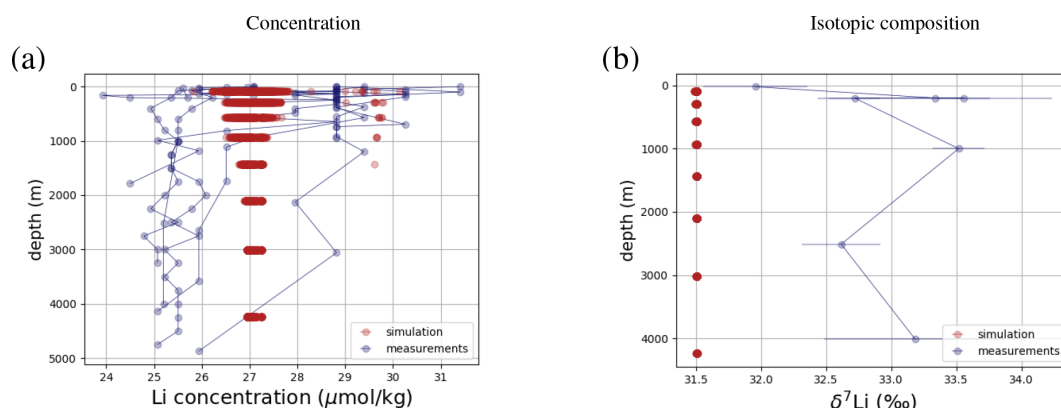 Concentration
Isotopic composition
(a)
(b)
0
1000
2000
3000
4000
5000
depth (m)
24 25 26 27 28 29 30 31
Li concentration (μmol/kg)
simulation
measurements
0
1000
2000
3000
4000
depth (m)
31.5 32.0 32.5 33.0 33.5 34.0
δ⁷Li (‰)
simulation
measurements